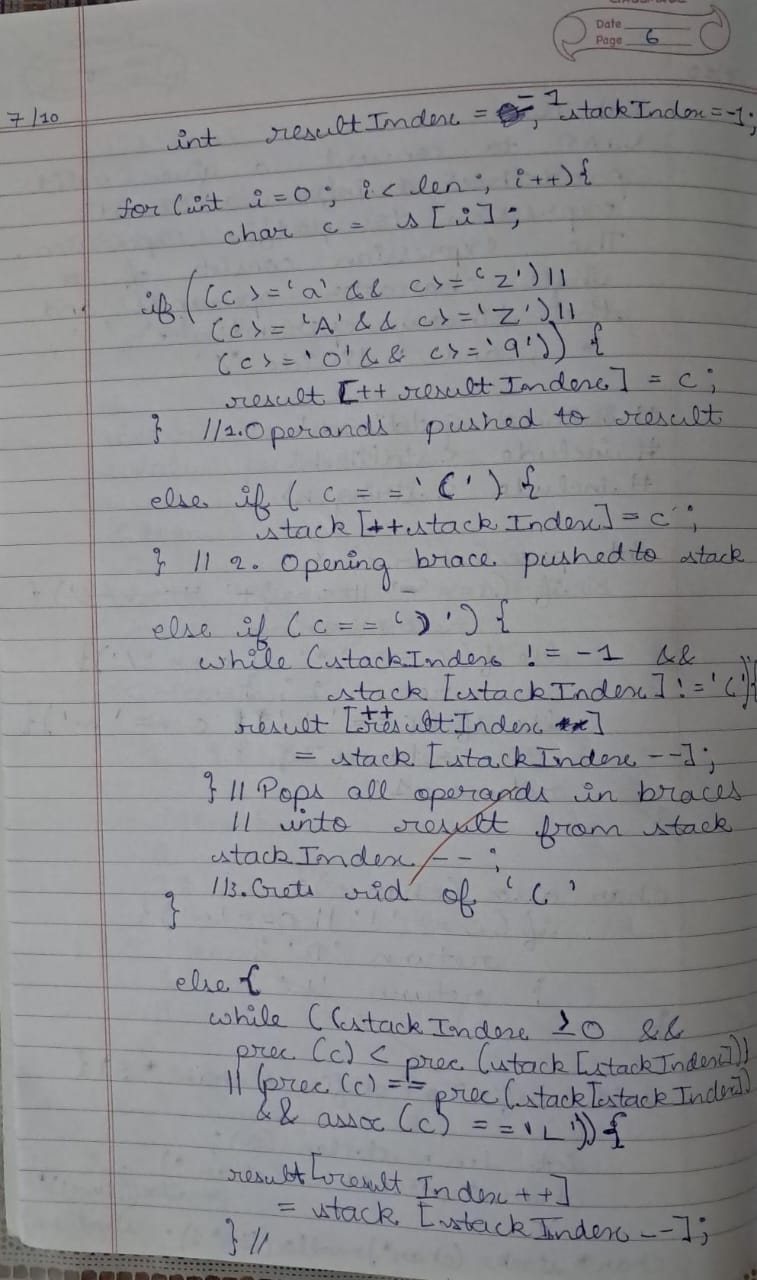 Date
Page 6
7/10
int resultIndex = -1, stackIndex = -1;
for (int i=0; i< len; i++) {
char c = s[i];
if ((c >= 'a' && c >= 'z') ||
(c >= 'A' && c >= 'Z') ||
(c >= '0' && c >= '9')) {
result [++ resultIndex] = c;
} //1. Operands pushed to result
else if ( c == '(' ) {
stack [++stackIndex] = c;
} // 2. Opening brace pushed to stack
else if (c == ')') {
while (stackIndex != -1 &&
stack [stackIndex] != '(') {
result [++resultIndex]
= stack [stackIndex --];
} // Pops all operands in braces
// into result from stack
stackIndex --;
//3. Gets rid of '('
}
else {
while ((stackIndex ≥ 0 &&
prec (c) < prec (stack [stackIndex]))
|| (prec (c) == prec (stack[stackIndex])
&& assoc (c) == 'L')) {
result [result Index ++]
= stack [stackIndex --];
} //